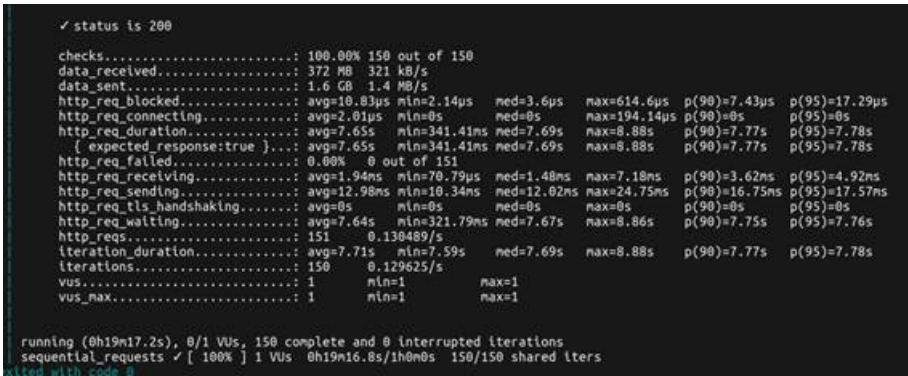 ✓ status is 200
checks.........................: 100.00% 150 out of 150
data_received..................: 372 MB 321 kB/s
data_sent......................: 1.6 GB 1.4 MB/s
http_req_blocked...............: avg=10.83µs min=2.14µs med=3.6µs max=614.6µs p(90)=7.43µs p(95)=17.29µs
http_req_connecting............: avg=2.01µs min=0s med=0s max=194.14µs p(90)=0s p(95)=0s
http_req_duration..............: avg=7.65s min=341.41ms med=7.69s max=8.88s p(90)=7.77s p(95)=7.78s
{ expected_response:true }...: avg=7.65s min=341.41ms med=7.69s max=8.88s p(90)=7.77s p(95)=7.78s
http_req_failed................: 0.00% 0 out of 151
http_req_receiving.............: avg=1.94ms min=70.79µs med=1.48ms max=7.18ms p(90)=3.62ms p(95)=4.92ms
http_req_sending...............: avg=12.98ms min=10.34ms med=12.02ms max=24.75ms p(90)=16.75ms p(95)=17.57ms
http_req_tls_handshaking.......: avg=0s min=0s med=0s max=0s p(90)=0s p(95)=0s
http_req_waiting...............: avg=7.64s min=321.79ms med=7.67s max=8.86s p(90)=7.75s p(95)=7.76s
http_reqs......................: 151 0.130489/s
iteration_duration.............: avg=7.71s min=7.59s med=7.69s max=8.88s p(90)=7.77s p(95)=7.78s
iterations.....................: 150 0.129625/s
vus............................: 1 min=1 max=1
vus_max........................: 1 min=1 max=1
running (0h19m17.2s), 0/1 VUs, 150 complete and 0 interrupted iterations
sequential_requests ✓ [ 100% ] 1 VUs 0h19m16.8s/1h0m0s 150/150 shared iters
exited with code 0